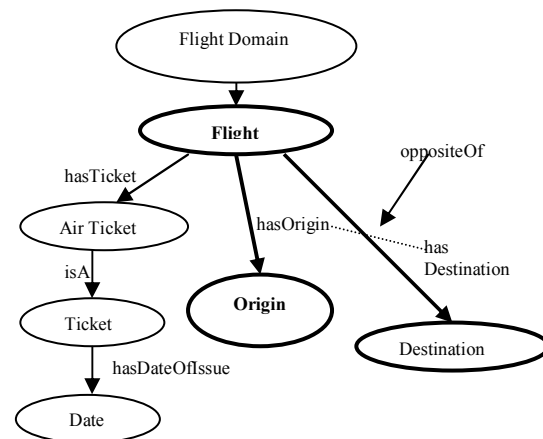 Flight Domain
Flight
oppositeOf
hasTicket
hasOrigin
has
Destination
Air Ticket
isA
Origin
Ticket
Destination
hasDateOfIssue
Date